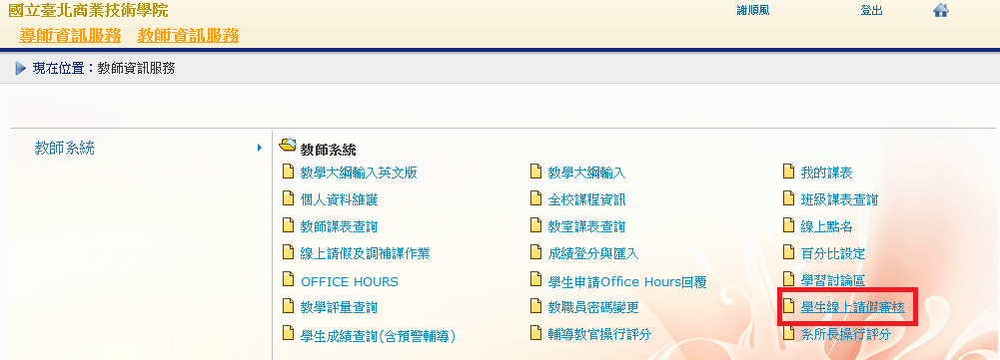 國立臺北商業技術學院 謝順風 登出
導師資訊服務 教師資訊服務
現在位置：教師資訊服務
教師系統 教師系統
教學大綱輸入英文版 教學大綱輸入 我的課表
個人資料維護 全校課程資訊 班級課表查詢
教師課表查詢 教室課表查詢 線上點名
線上請假及調補課作業 成績登分與匯入 百分比設定
OFFICE HOURS 學生申請Office Hours回覆 學習討論區
教學評量查詢 教職員密碼變更 學生線上請假審核
學生成績查詢(含預警輔導) 輔導教官操行評分 系所長操行評分